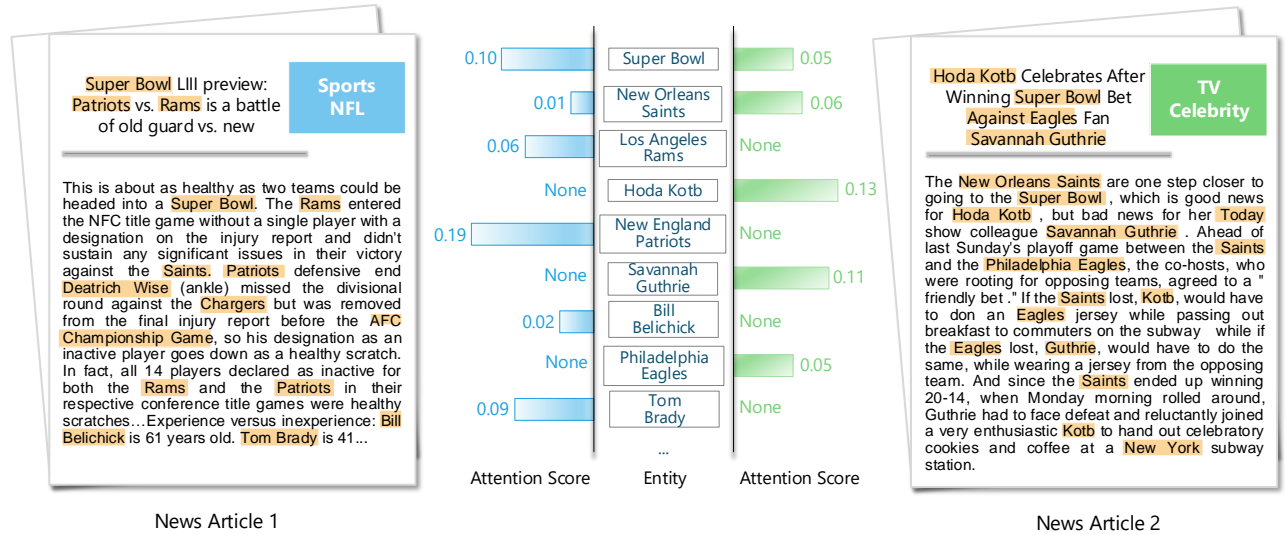 Super Bowl LIII preview:
Patriots vs. Rams is a battle
of old guard vs. new
Sports
NFL
This is about as healthy as two teams could be
headed into a Super Bowl. The Rams entered
the NFC title game without a single player with a
designation on the injury report and didn't
sustain any significant issues in their victory
against the Saints. Patriots defensive end
Deatrich Wise (ankle) missed the divisional
round against the Chargers but was removed
from the final injury report before the AFC
Championship Game, so his designation as an
inactive player goes down as a healthy scratch.
In fact, all 14 players declared as inactive for
both the Rams and the Patriots in their
respective conference title games were healthy
scratches...Experience versus inexperience: Bill
Belichick is 61 years old. Tom Brady is 41...
News Article 1
0.10 Super Bowl 0.05
0.01 New Orleans
Saints 0.06
0.06 Los Angeles
Rams None
None Hoda Kotb 0.13
0.19 New England
Patriots None
None Savannah
Guthrie 0.11
0.02 Bill
Belichick None
None Philadelphia
Eagles 0.05
0.09 Tom
Brady None
...
Attention Score Entity Attention Score
Hoda Kotb Celebrates After
Winning Super Bowl Bet
Against Eagles Fan
Savannah Guthrie
TV
Celebrity
The New Orleans Saints are one step closer to
going to the Super Bowl , which is good news
for Hoda Kotb , but bad news for her Today
show colleague Savannah Guthrie . Ahead of
last Sunday's playoff game between the Saints
and the Philadelphia Eagles, the co-hosts, who
were rooting for opposing teams, agreed to a "
friendly bet ." If the Saints lost, Kotb, would have
to don an Eagles jersey while passing out
breakfast to commuters on the subway while if
the Eagles lost, Guthrie, would have to do the
same, while wearing a jersey from the opposing
team. And since the Saints ended up winning
20-14, when Monday morning rolled around,
Guthrie had to face defeat and reluctantly joined
a very enthusiastic Kotb to hand out celebratory
cookies and coffee at a New York subway
station.
News Article 2